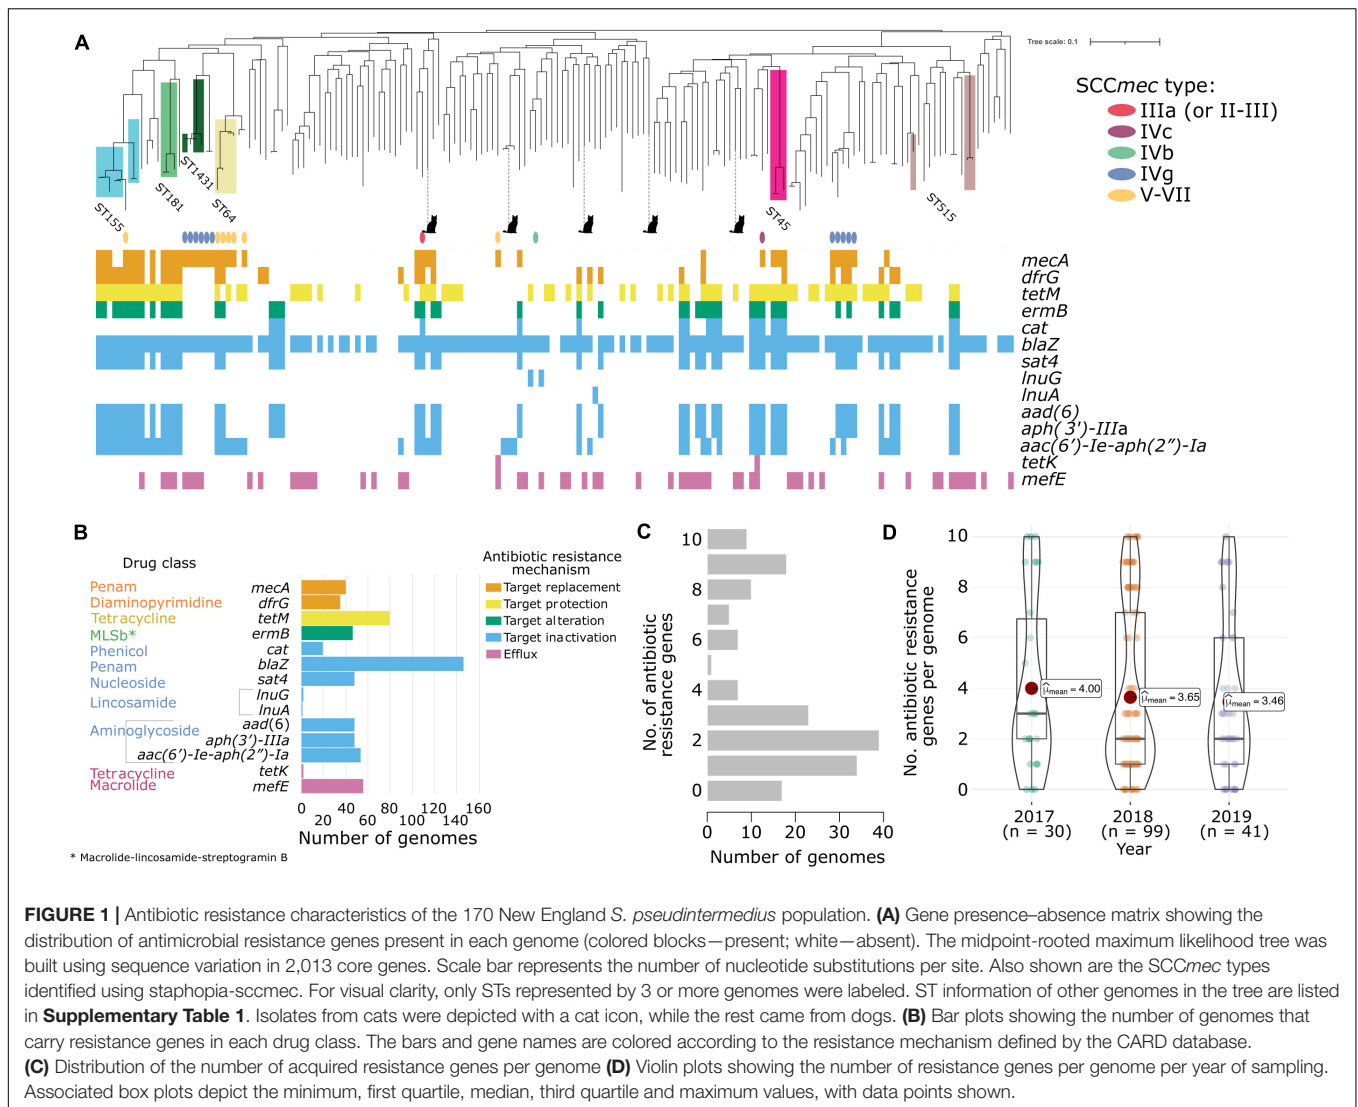 A
Tree scale: 0.1
SCCmec type:
IIIa (or II-III)
IVc
IVb
IVg
V-VII
ST155
ST181
ST1431
ST64
ST45
ST515
mecA
dfrG
tetM
ermB
cat
blaZ
sat4
lnuG
lnuA
aad(6)
aph(3')-IIIa
aac(6')-Ie-aph(2'')-Ia
tetK
mefE
B
Drug class
Penam
Diaminopyrimidine
Tetracycline
MLSb*
Phenicol
Penam
Nucleoside
Lincosamide
Aminoglycoside
Tetracycline
Macrolide
mecA
dfrG
tetM
ermB
cat
blaZ
sat4
lnuG
lnuA
aad(6)
aph(3')-IIIa
aac(6')-Ie-aph(2'')-Ia
tetK
mefE
0 40 80 120 160
20 60 100 140
Number of genomes
* Macrolide-lincosamide-streptogramin B
Antibiotic resistance
mechanism
Target replacement
Target protection
Target alteration
Target inactivation
Efflux
C
No. of antibiotic
resistance genes
10
8
6
4
2
0
0 10 20 30 40
Number of genomes
D
No. antibiotic resistance
genes per genome
10
8
6
4
2
0
μ̂mean = 4.00
μ̂mean = 3.65
μ̂mean = 3.46
2017 2018 2019
(n = 30) (n = 99) (n = 41)
Year
FIGURE 1 | Antibiotic resistance characteristics of the 170 New England S. pseudintermedius population. (A) Gene presence–absence matrix showing the
distribution of antimicrobial resistance genes present in each genome (colored blocks—present; white—absent). The midpoint-rooted maximum likelihood tree was
built using sequence variation in 2,013 core genes. Scale bar represents the number of nucleotide substitutions per site. Also shown are the SCCmec types
identified using staphopia-sccmec. For visual clarity, only STs represented by 3 or more genomes were labeled. ST information of other genomes in the tree are listed
in Supplementary Table 1. Isolates from cats were depicted with a cat icon, while the rest came from dogs. (B) Bar plots showing the number of genomes that
carry resistance genes in each drug class. The bars and gene names are colored according to the resistance mechanism defined by the CARD database.
(C) Distribution of the number of acquired resistance genes per genome (D) Violin plots showing the number of resistance genes per genome per year of sampling.
Associated box plots depict the minimum, first quartile, median, third quartile and maximum values, with data points shown.